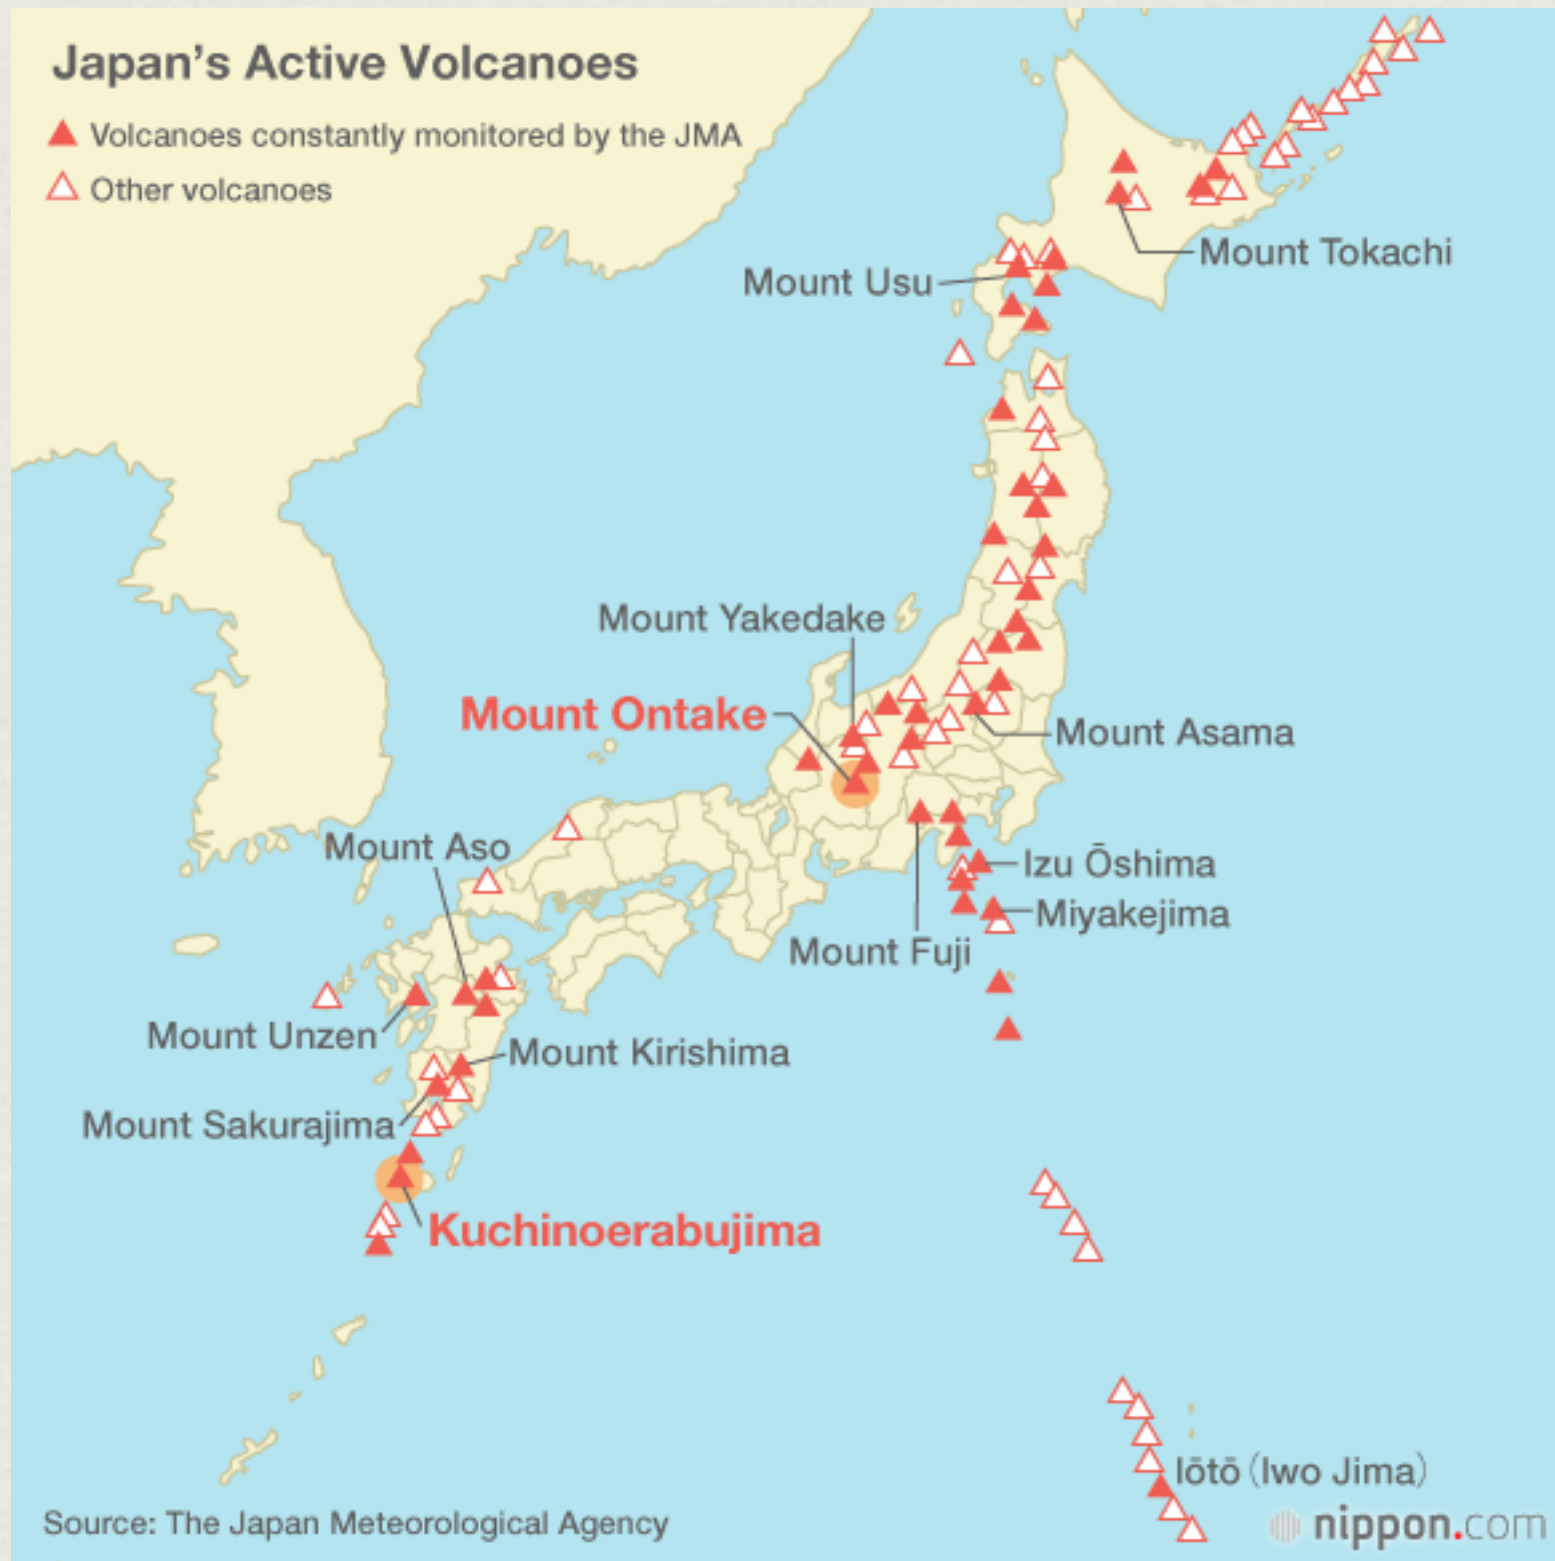 Japan's Active Volcanoes
Volcanoes constantly monitored by the JMA
Other volcanoes
Mount Tokachi
Mount Usu
Mount Yakedake
Mount Ontake
Mount Asama
Mount Aso
Izu Ōshima
Miyakejima
Mount Fuji
Mount Unzen
Mount Kirishima
Mount Sakurajima
Kuchinoerabujima
Iōtō (Iwo Jima)
Source: The Japan Meteorological Agency
nippon.com